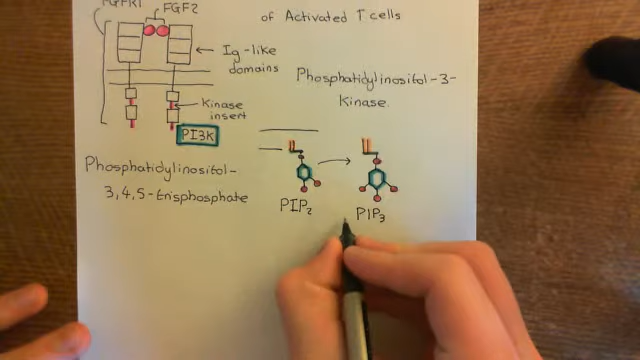 FGFR1
FGF2
of Activated T cells
Ig-like
domains
Phosphatidylinositol-3-
Kinase
Kinase
insert
PI3K
Phosphatidylinositol-
3,4,5-trisphosphate
PIP2
PIP3